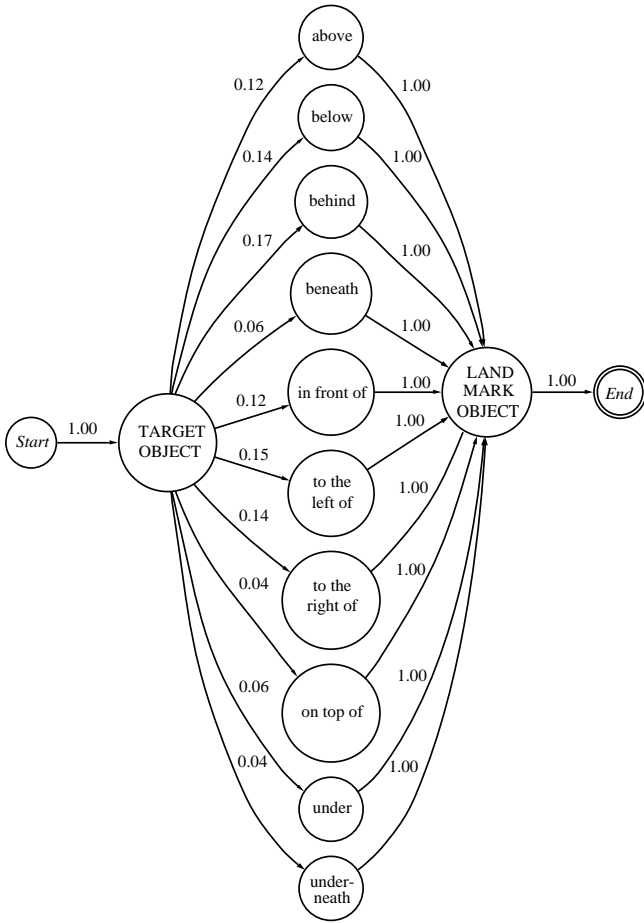 above
0.12
1.00
below
0.14
1.00
behind
0.17
1.00
beneath
0.06
1.00
in front of
0.12
1.00
LAND
MARK
OBJECT
1.00
End
Start
1.00
TARGET
OBJECT
0.15
1.00
to the
left of
0.14
1.00
to the
right of
0.04
1.00
on top of
0.06
1.00
under
0.04
1.00
under-
neath